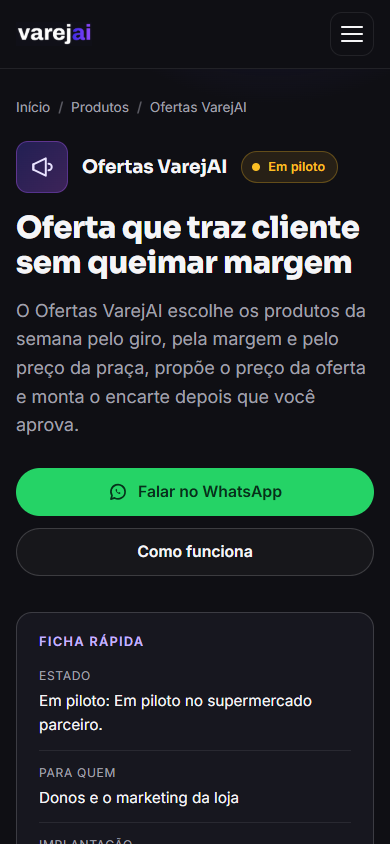 varejai
Início / Produtos / Ofertas VarejAI
Ofertas VarejAI
Em piloto
Oferta que traz cliente
sem queimar margem
O Ofertas VarejAI escolhe os produtos da
semana pelo giro, pela margem e pelo
preço da praça, propõe o preço da oferta
e monta o encarte depois que você
aprova.
Falar no WhatsApp
Como funciona
FICHA RÁPIDA
ESTADO
Em piloto: Em piloto no supermercado
parceiro.
PARA QUEM
Donos e o marketing da loja
IMPLANTAÇÃO